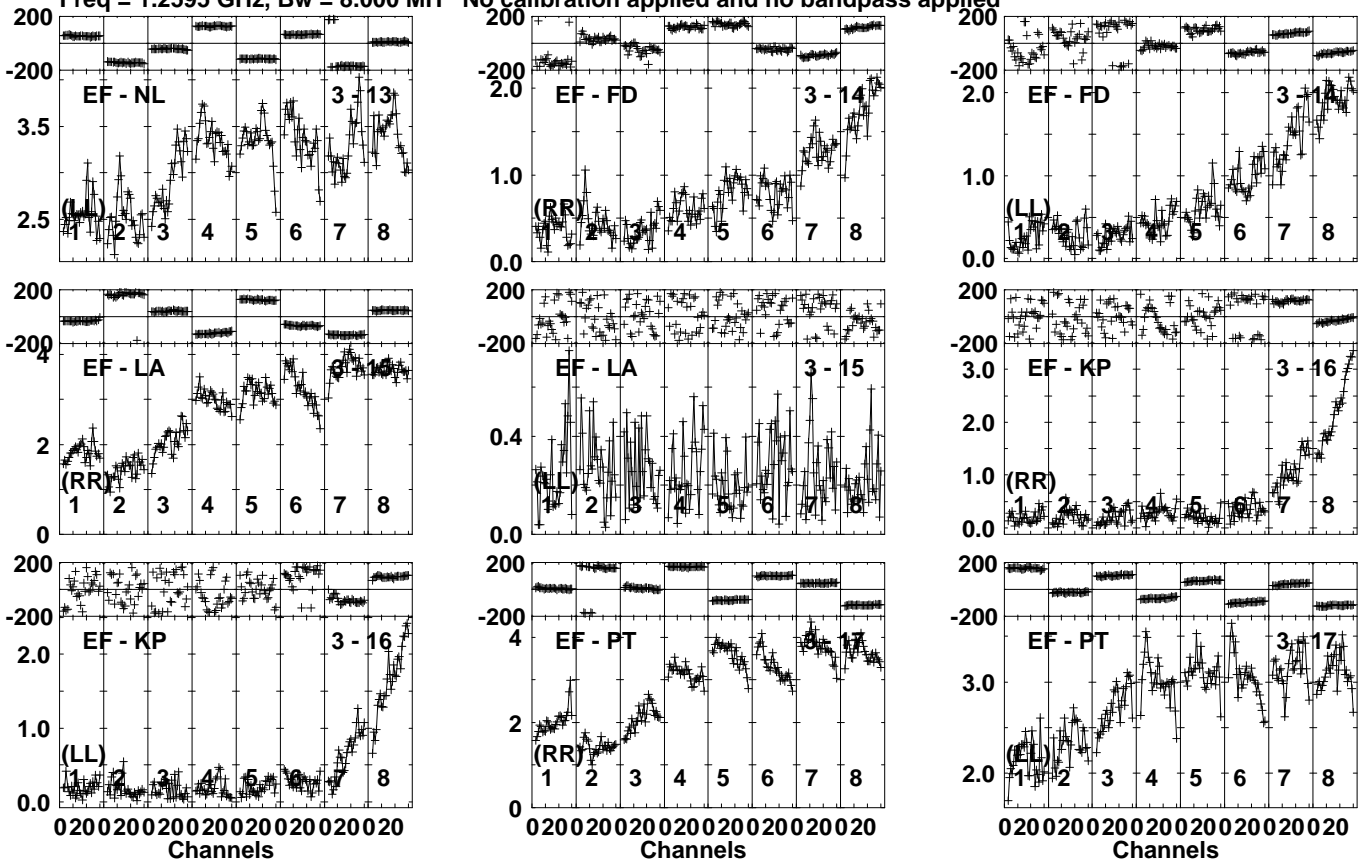 Freq = 1.2595 GHz, Bw = 8.000 MH No calibration applied and no bandpass applied
200 200 200
-200 -200 -200
EF - NL 3 - 13 EF - FD 3 - 14 EF - FD 3 - 14
3.5 2.0 2.0
2.5 1.0 1.0
0.0 0.0
(LL) (RR) (LL)
1 2 3 4 5 6 7 8 1 2 3 4 5 6 7 8 1 2 3 4 5 6 7 8
200 200 200
-200 -200 -200
EF - LA 3 - 15 EF - LA 3 - 15 EF - KP 3 - 16
4 0.4 3.0
2 0.0 2.0
0 1.0
0.0
(RR) (LL) (RR)
1 2 3 4 5 6 7 8 1 2 3 4 5 6 7 8 1 2 3 4 5 6 7 8
200 200 200
-200 -200 -200
EF - KP 3 - 16 EF - PT 3 - 17 EF - PT 3 - 17
2.0 4 3.0
1.0 2 2.0
0.0 0
(LL) (RR) (LL)
1 2 3 4 5 6 7 8 1 2 3 4 5 6 7 8 1 2 3 4 5 6 7 8
0 20 0 20 0 20 0 20 0 20 0 20 0 20 0 20 0 20 0 20 0 20 0 20 0 20 0 20 0 20 0 20 0 20 0 20 0 20 0 20 0 20 0 20 0 20 0 20
Channels Channels Channels